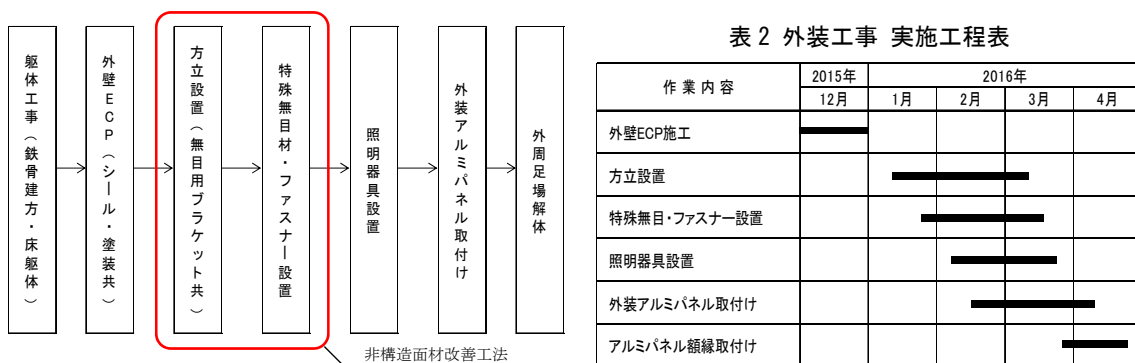 躯体工事（鉄骨建方・床躯体）
外壁ECP（シール・塗装共）
方立設置（無目用ブラケット共）
特殊無目材・ファスナー設置
照明器具設置
外装アルミパネル取付け
外周足場解体
非構造面材改善工法
表2 外装工事 実施工程表
作業内容 2015年 2016年
12月 1月 2月 3月 4月
外壁ECP施工
方立設置
特殊無目・ファスナー設置
照明器具設置
外装アルミパネル取付け
アルミパネル額縁取付け